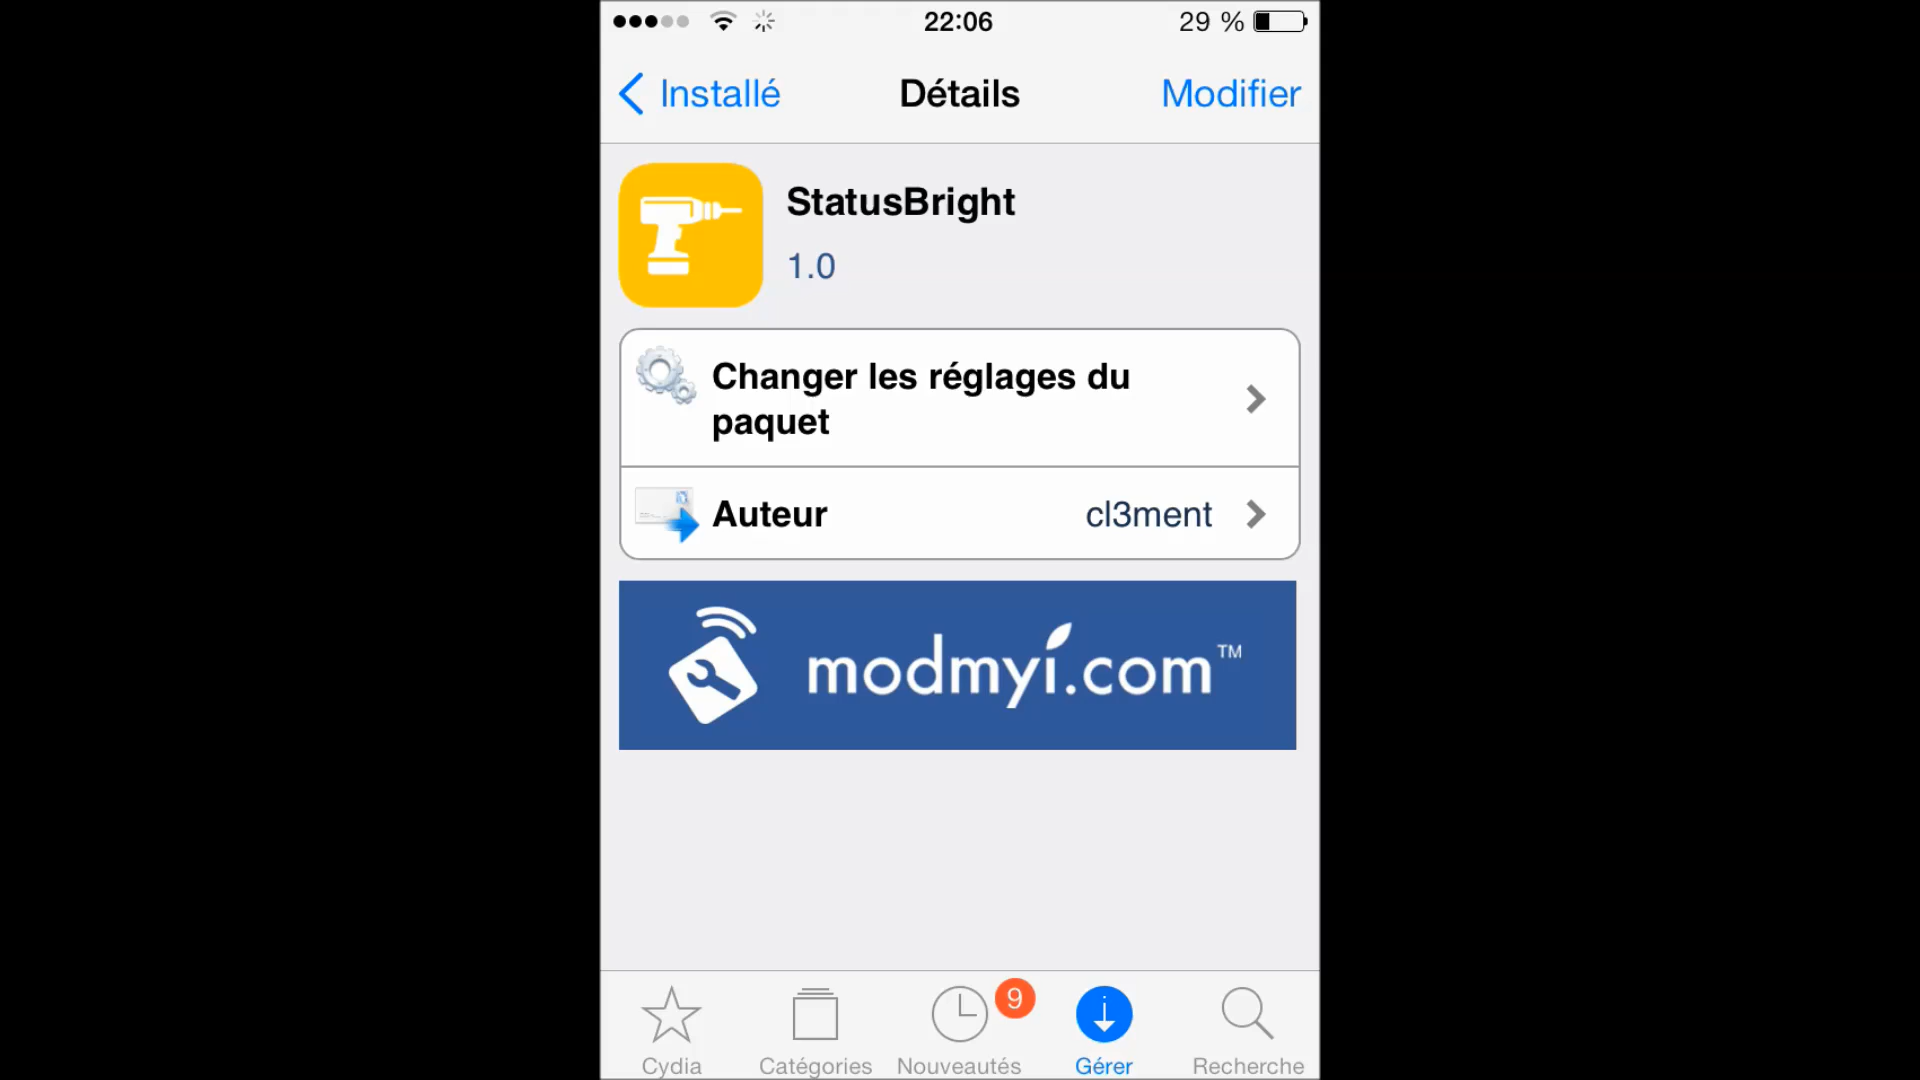 22:06
29 %
Installé
Détails
Modifier
StatusBright
1.0
Changer les réglages du
paquet
Auteur
cl3ment
modmyi.com™
9
Cydia
Catégories
Nouveautés
Gérer
Recherche